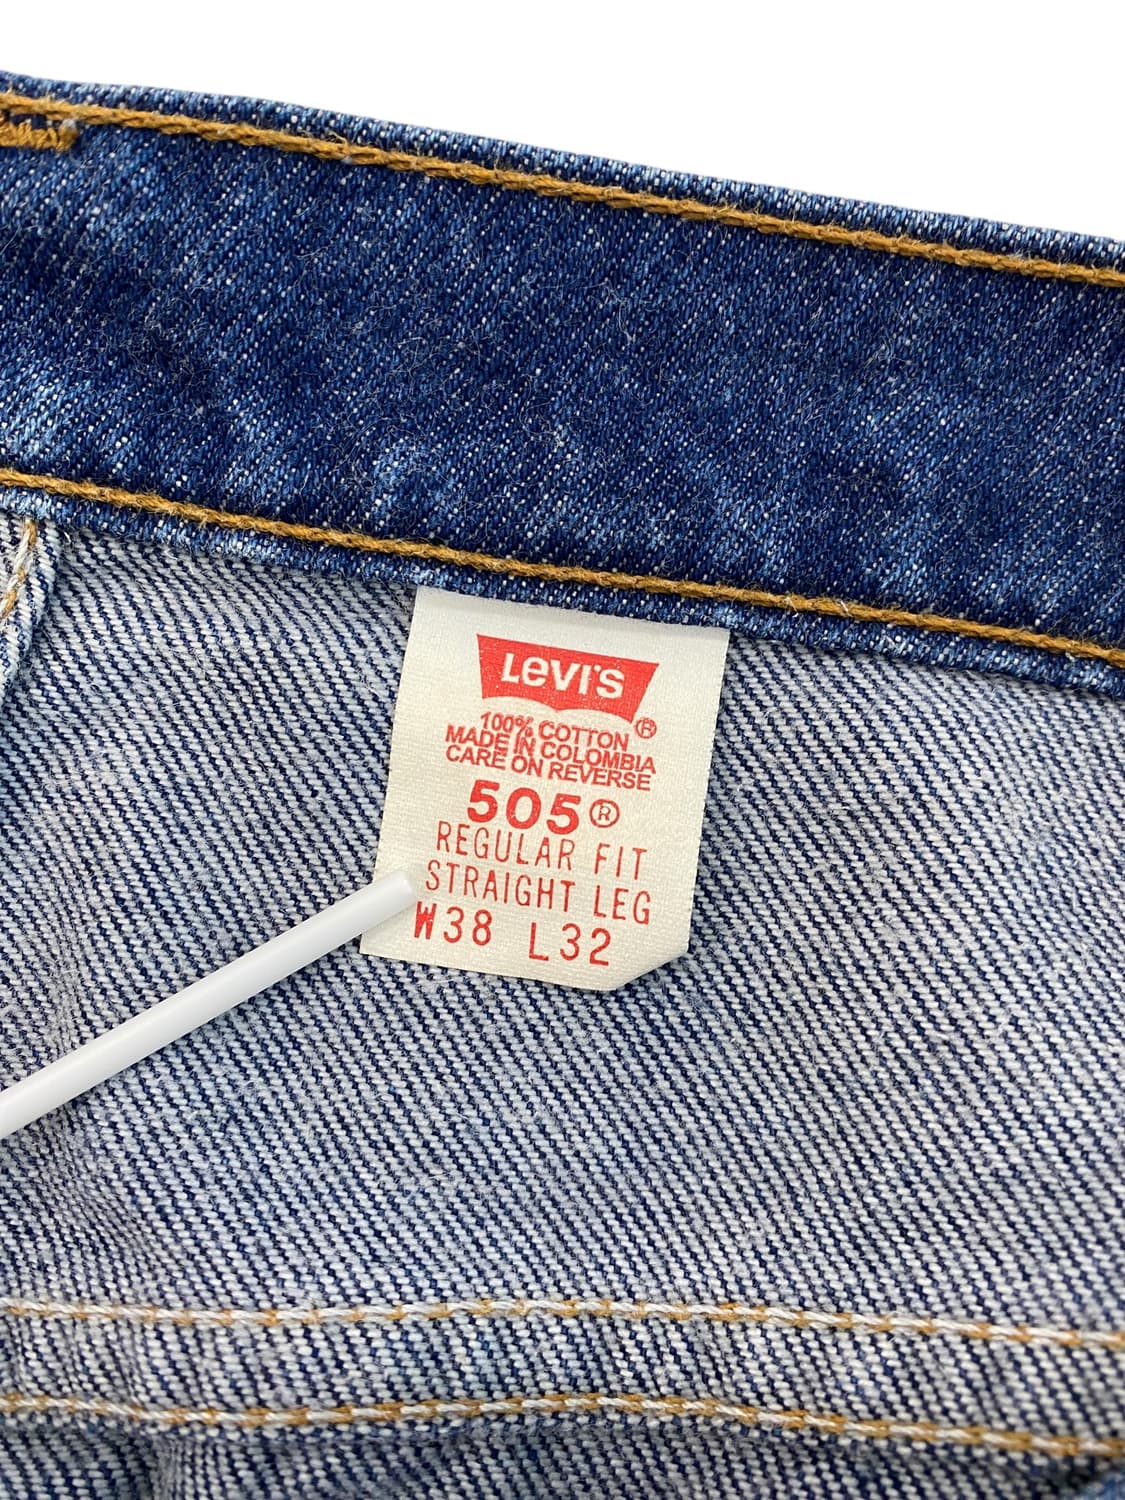 LEVI'S
®
100% COTTON
MADE IN COLOMBIA
CARE ON REVERSE
505®
REGULAR FIT
STRAIGHT LEG
W38 L32